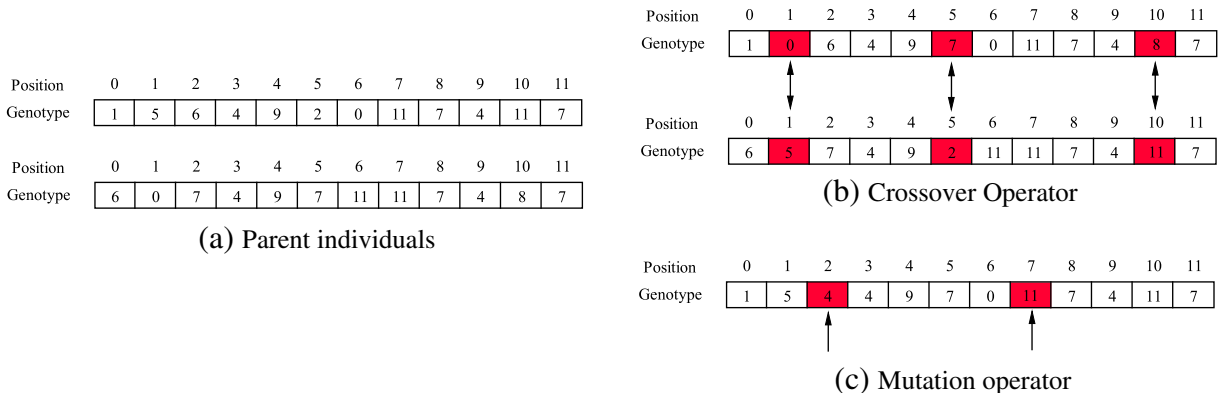 Position 0 1 2 3 4 5 6 7 8 9 10 11
Genotype 1 5 6 4 9 2 0 11 7 4 11 7
Position 0 1 2 3 4 5 6 7 8 9 10 11
Genotype 6 0 7 4 9 7 11 11 7 4 8 7
(a) Parent individuals
Position 0 1 2 3 4 5 6 7 8 9 10 11
Genotype 1 0 6 4 9 7 0 11 7 4 8 7
Position 0 1 2 3 4 5 6 7 8 9 10 11
Genotype 6 5 7 4 9 2 11 11 7 4 11 7
(b) Crossover Operator
Position 0 1 2 3 4 5 6 7 8 9 10 11
Genotype 1 5 4 4 9 7 0 11 7 4 11 7
(c) Mutation operator